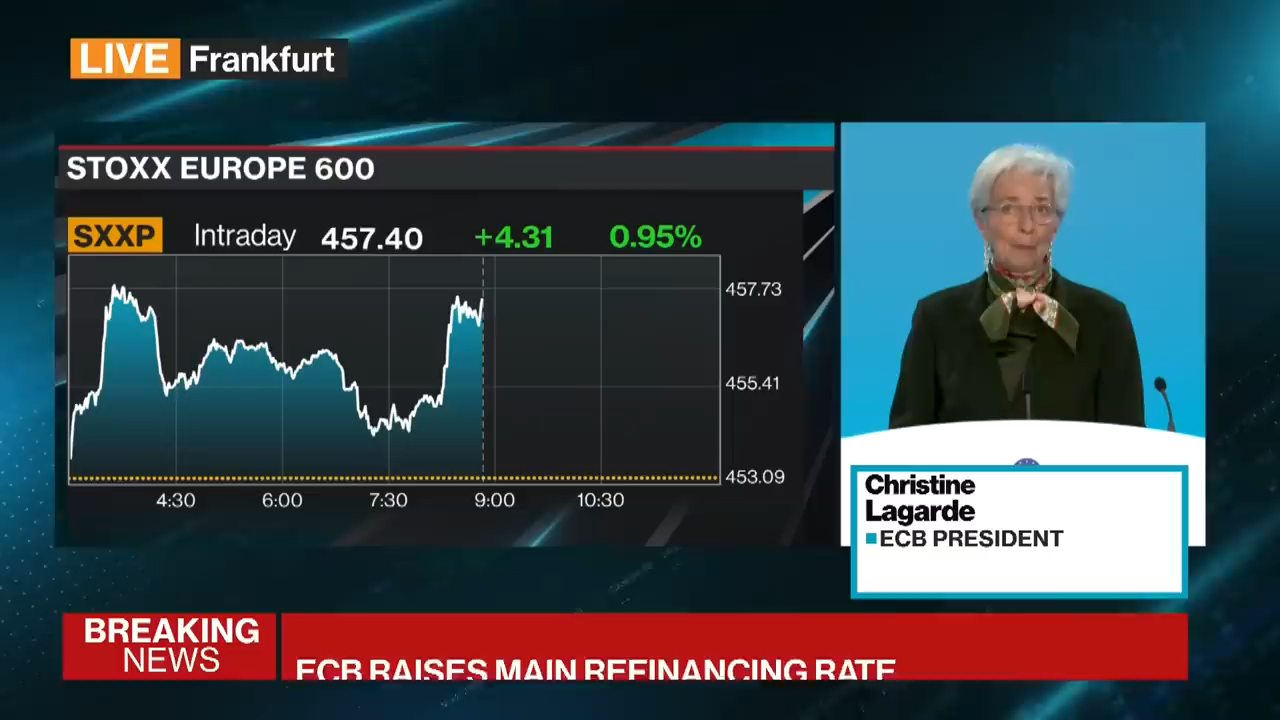 LIVE Frankfurt
STOXX EUROPE 600
SXXP Intraday 457.40 +4.31 0.95%
457.73
455.41
453.09
4:30 6:00 7:30 9:00 10:30
Christine
Lagarde
ECB PRESIDENT
BREAKING
NEWS
ECB RAISES MAIN REFINANCING RATE